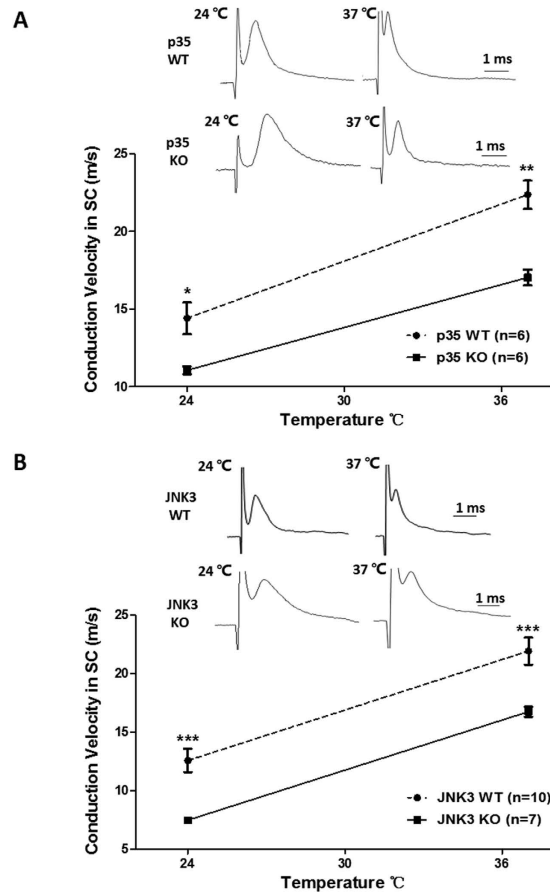 A
p35
WT
24 ℃
37 ℃
1 ms
p35
KO
24 ℃
37 ℃
1 ms
Conduction Velocity in SC (m/s)
25
20
15
10
*
**
p35 WT (n=6)
p35 KO (n=6)
24
30
36
Temperature ℃
B
JNK3
WT
24 ℃
37 ℃
1 ms
JNK3
KO
24 ℃
37 ℃
1 ms
Conduction Velocity in SC (m/s)
25
20
15
10
5
***
***
JNK3 WT (n=10)
JNK3 KO (n=7)
24
30
36
Temperature ℃